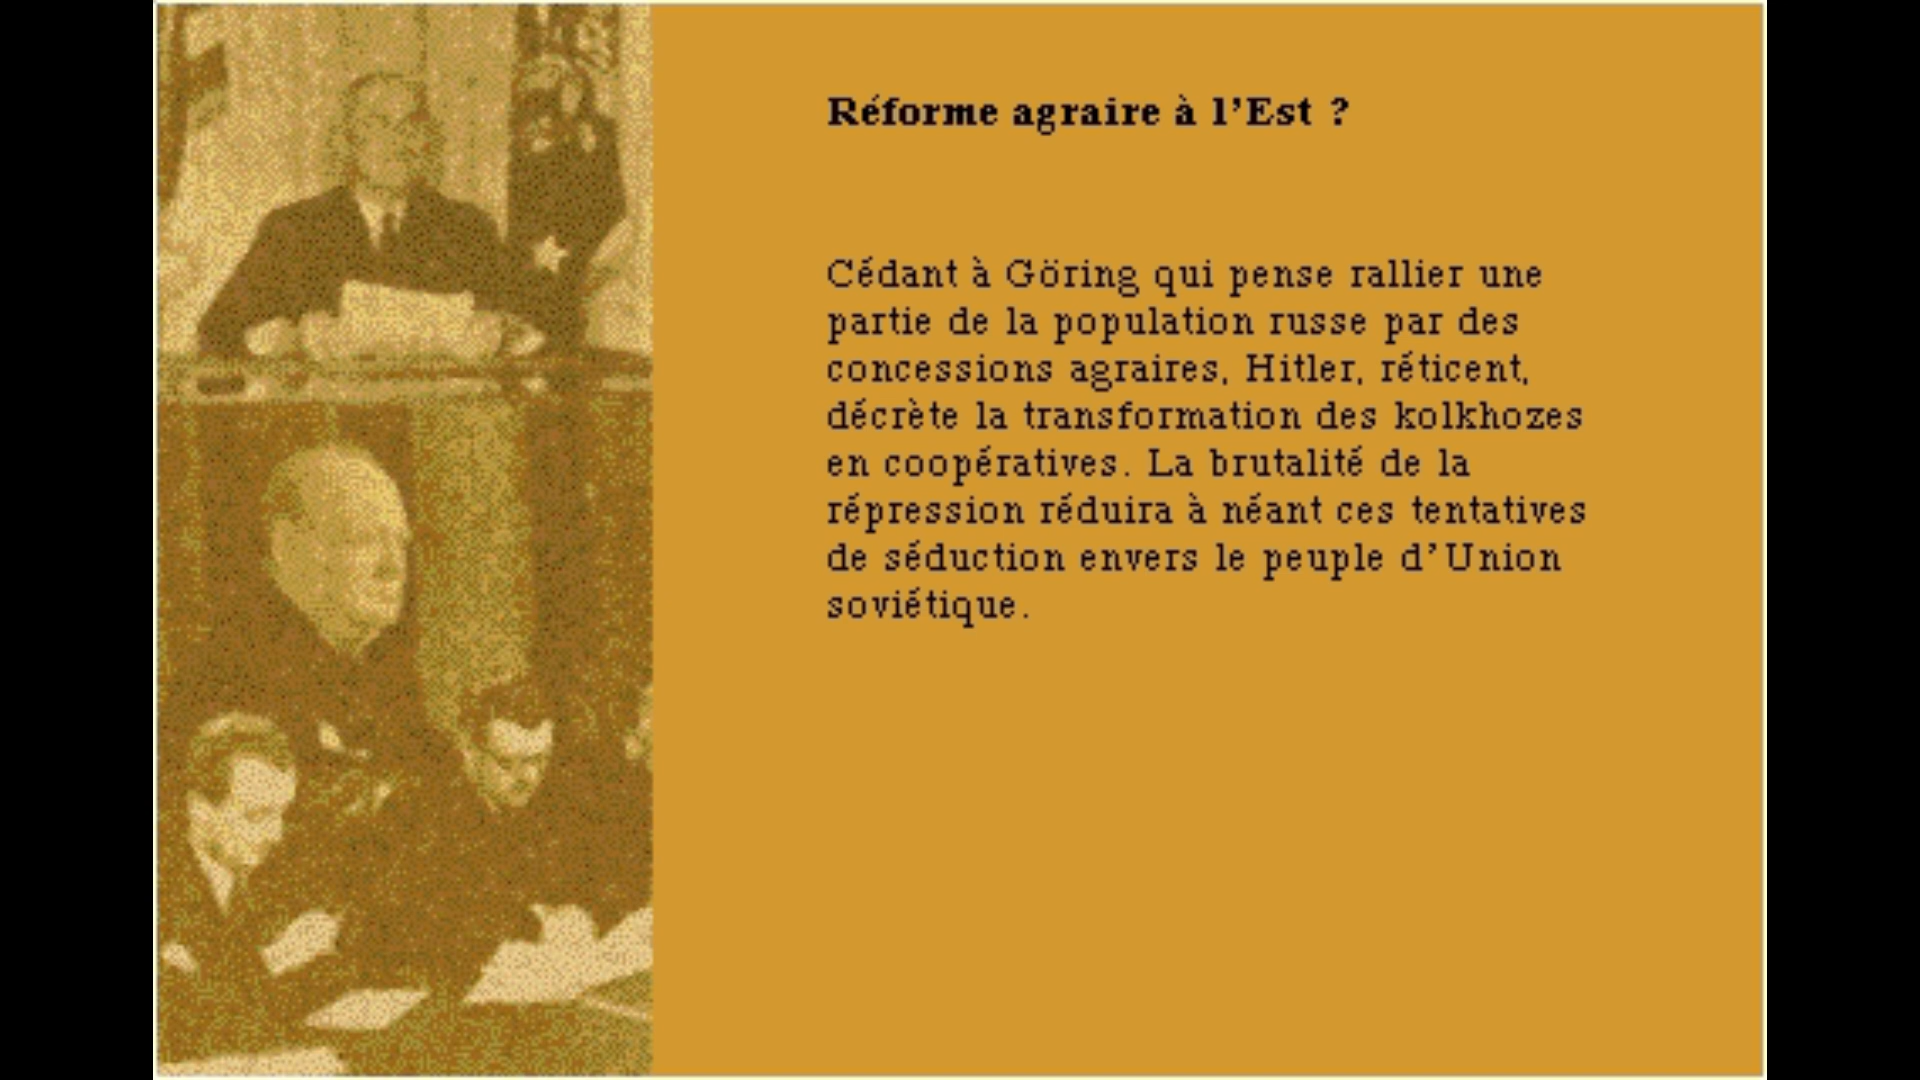 Réforme agraire à l'Est ?
Cédant à Göring qui pense rallier une
partie de la population russe par des
concessions agraires, Hitler, réticent,
décrète la transformation des kolkhozes
en coopératives. La brutalité de la
répression réduira à néant ces tentatives
de séduction envers le peuple d'Union
soviétique.